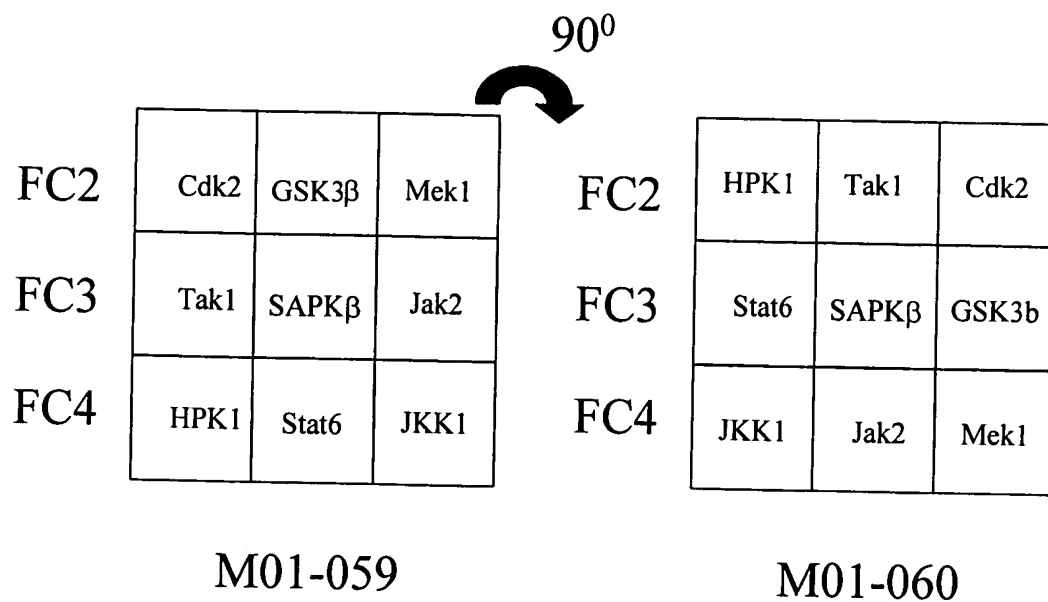 90⁰
FC2 Cdk2 GSK3β Mek1 FC2 HPK1 Tak1 Cdk2
FC3 Tak1 SAPKβ Jak2 FC3 Stat6 SAPKβ GSK3b
FC4 HPK1 Stat6 JKK1 FC4 JKK1 Jak2 Mek1
M01-059 M01-060